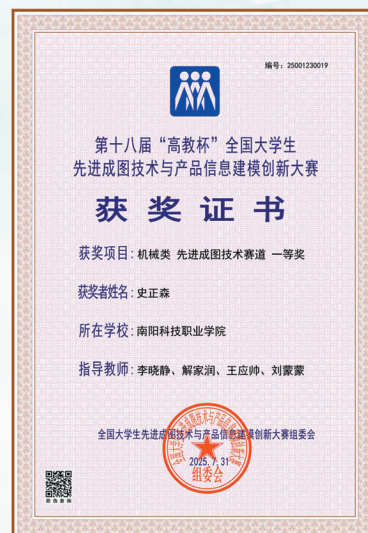 编号：25001230019
第十八届“高教杯”全国大学生
先进成图技术与产品信息建模创新大赛
获奖证书
获奖项目：机械类 先进成图技术赛道 一等奖
获奖者姓名：史正森
所在学校：南阳科技职业学院
指导教师：李晓静、解家润、王应帅、刘蒙蒙
全国大学生先进成图技术与产品信息建模创新大赛组委会
2025.7.31
组委会
防伪查询